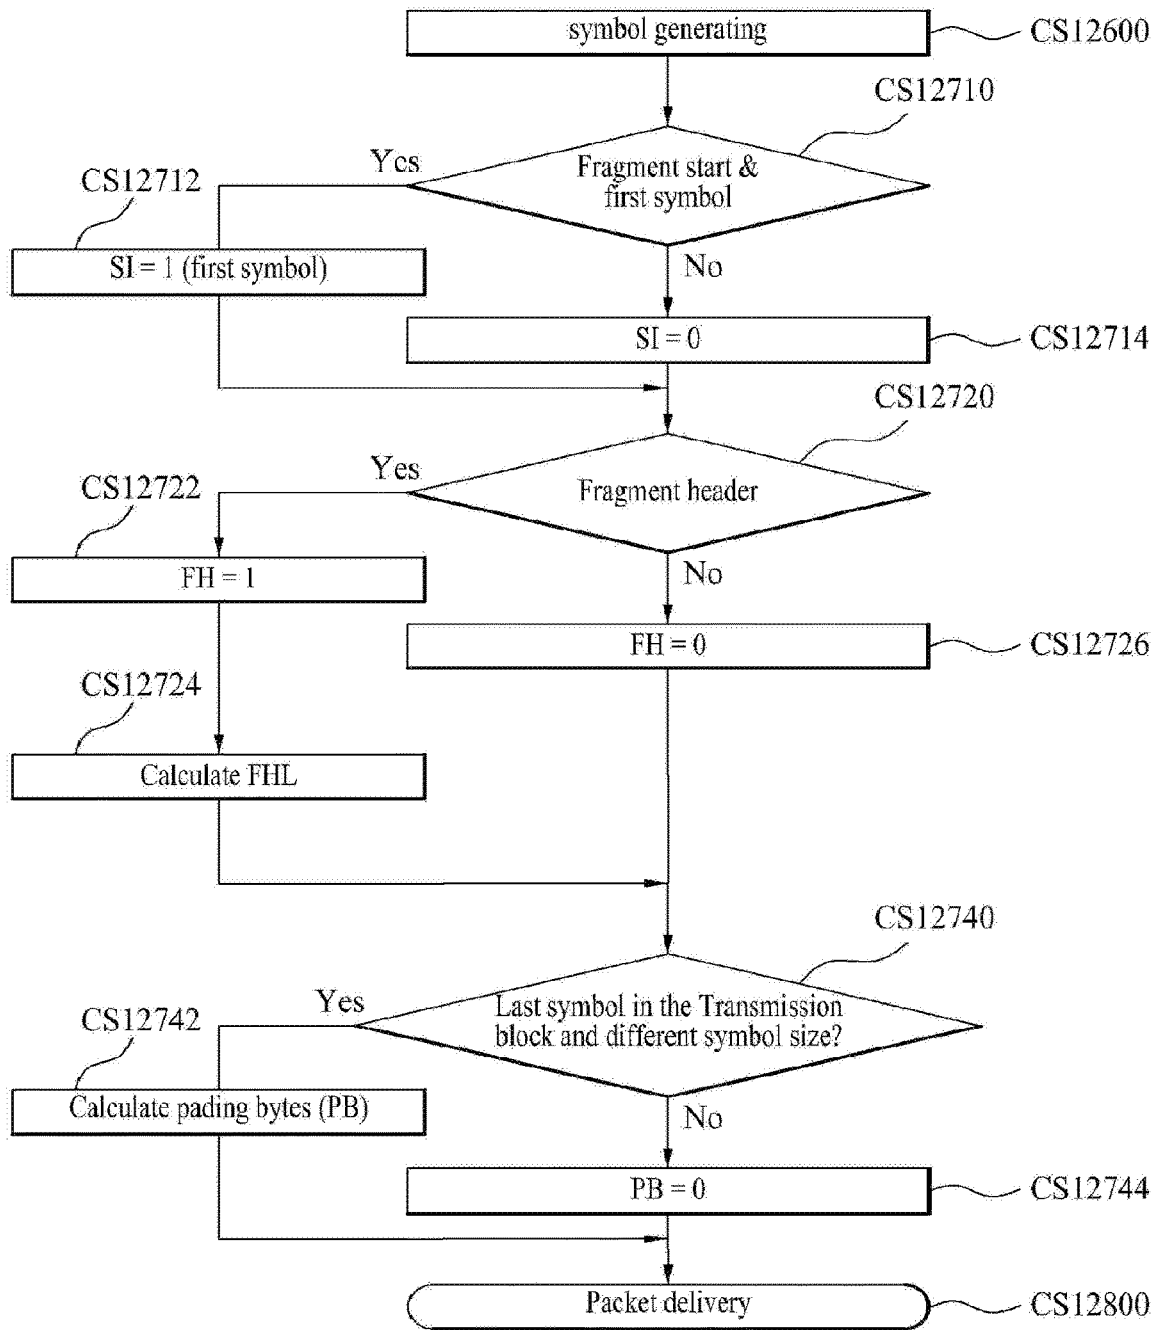 symbol generating
CS12600
CS12710
Yes
Fragment start &
first symbol
CS12712
SI = 1 (first symbol)
No
SI = 0
CS12714
CS12720
Yes
Fragment header
CS12722
FH = 1
No
FH = 0
CS12726
CS12724
Calculate FHL
CS12740
Yes
Last symbol in the Transmission
block and different symbol size?
CS12742
Calculate pading bytes (PB)
No
PB = 0
CS12744
Packet delivery
CS12800